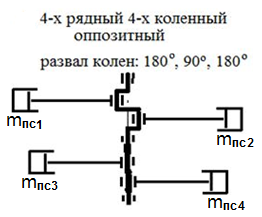 4-х рядный 4-х коленный
оппозитный
развал колен: 180°, 90°, 180°
mпс1
mпс2
mпс3
mпс4